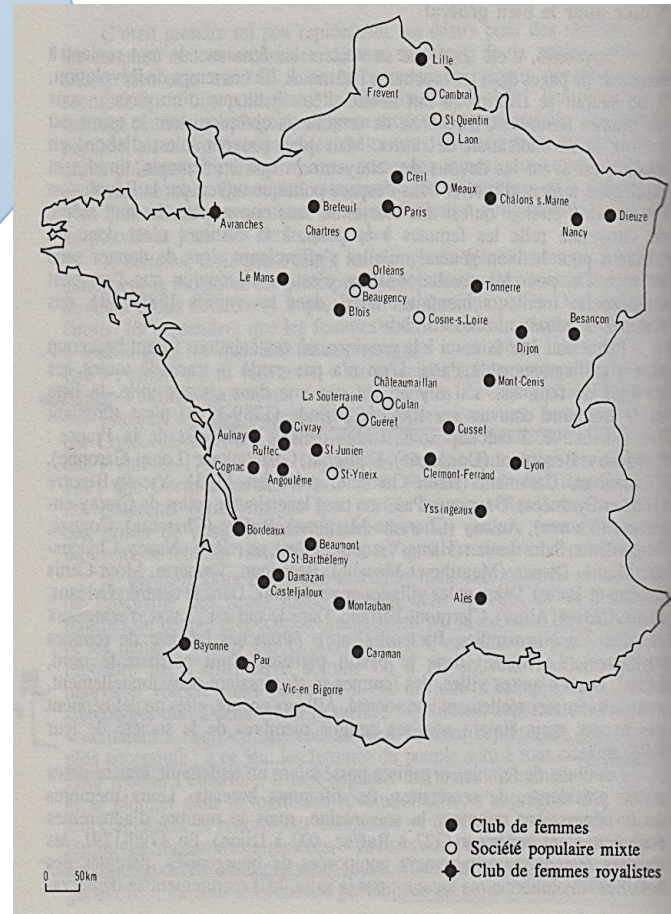 Lille
Frévent
Cambrai
St-Quentin
Laon
Creil
Meaux
Châlons s.Marne
Breteuil
Paris
Nancy
Dieuze
Avranches
Chartres
Le Mans
Orléans
Tonnerre
Beaugency
Blois
Cosne-s.Loire
Besançon
Dijon
Châteaumaillan
Mont-Cenis
La Souterraine
Culan
Guéret
Civray
Cusset
Aulnay
Ruffec
St-Junien
Cognac
Angoulême
St-Yrieix
Clermont-Ferrand
Lyon
Yssingeaux
Bordeaux
Beaumont
St-Barthélemy
Damazan
Casteljaloux
Montauban
Alès
Bayonne
Pau
Caraman
Vic-en Bigorre
Club de femmes
Société populaire mixte
Club de femmes royalistes
0 50km